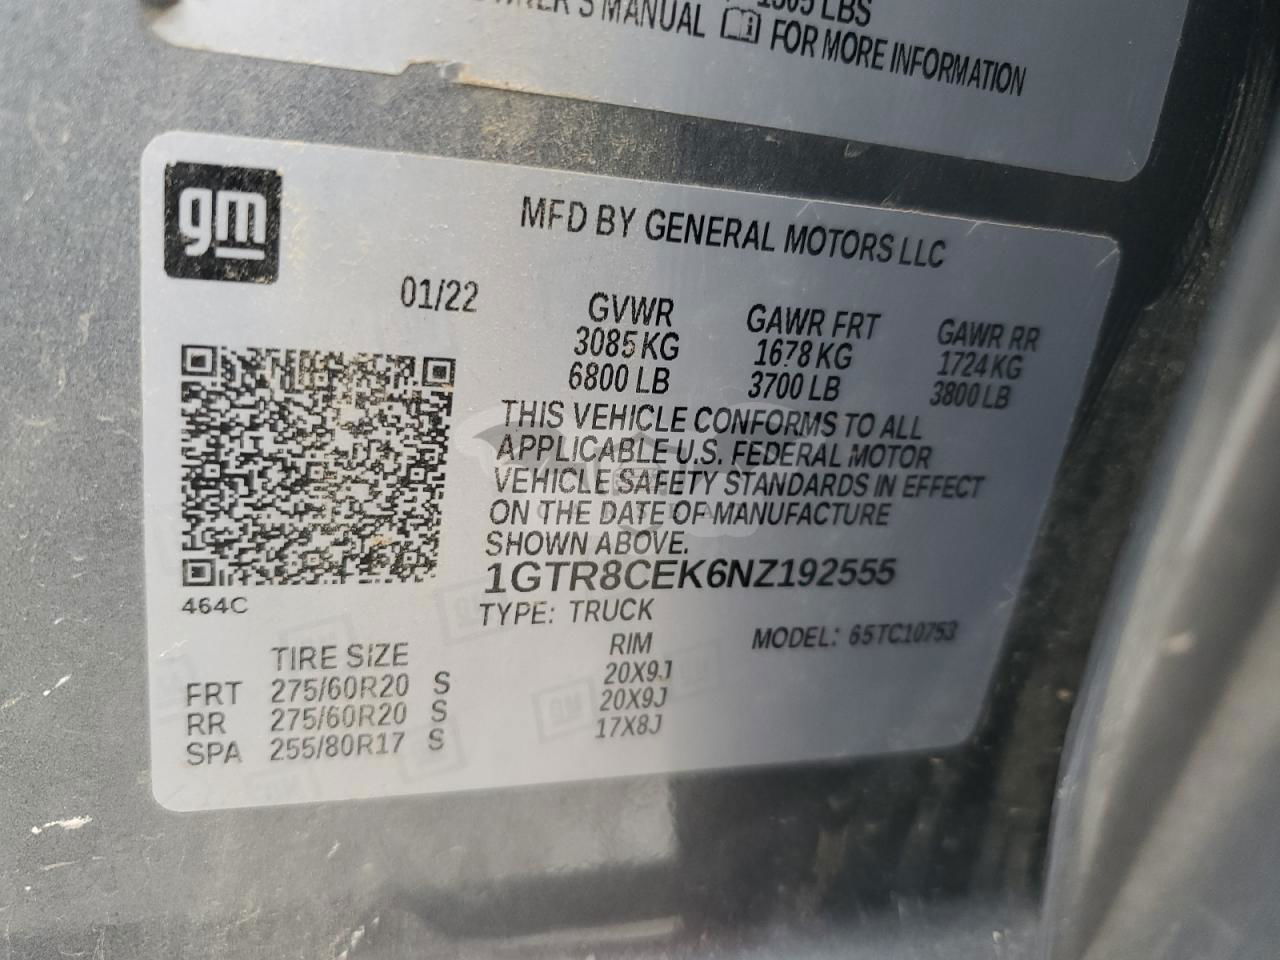 1305 LBS
OWNER'S MANUAL FOR MORE INFORMATION
gm
MFD BY GENERAL MOTORS LLC
01/22
GVWR GAWR FRT GAWR RR
3085 KG 1678 KG 1724 KG
6800 LB 3700 LB 3800 LB
THIS VEHICLE CONFORMS TO ALL
APPLICABLE U.S. FEDERAL MOTOR
VEHICLE SAFETY STANDARDS IN EFFECT
ON THE DATE OF MANUFACTURE
SHOWN ABOVE.
1GTR8CEK6NZ192555
464C
TYPE: TRUCK
MODEL: 65TC10753
TIRE SIZE RIM
FRT 275/60R20 S 20X9J
RR 275/60R20 S 20X9J
SPA 255/80R17 S 17X8J